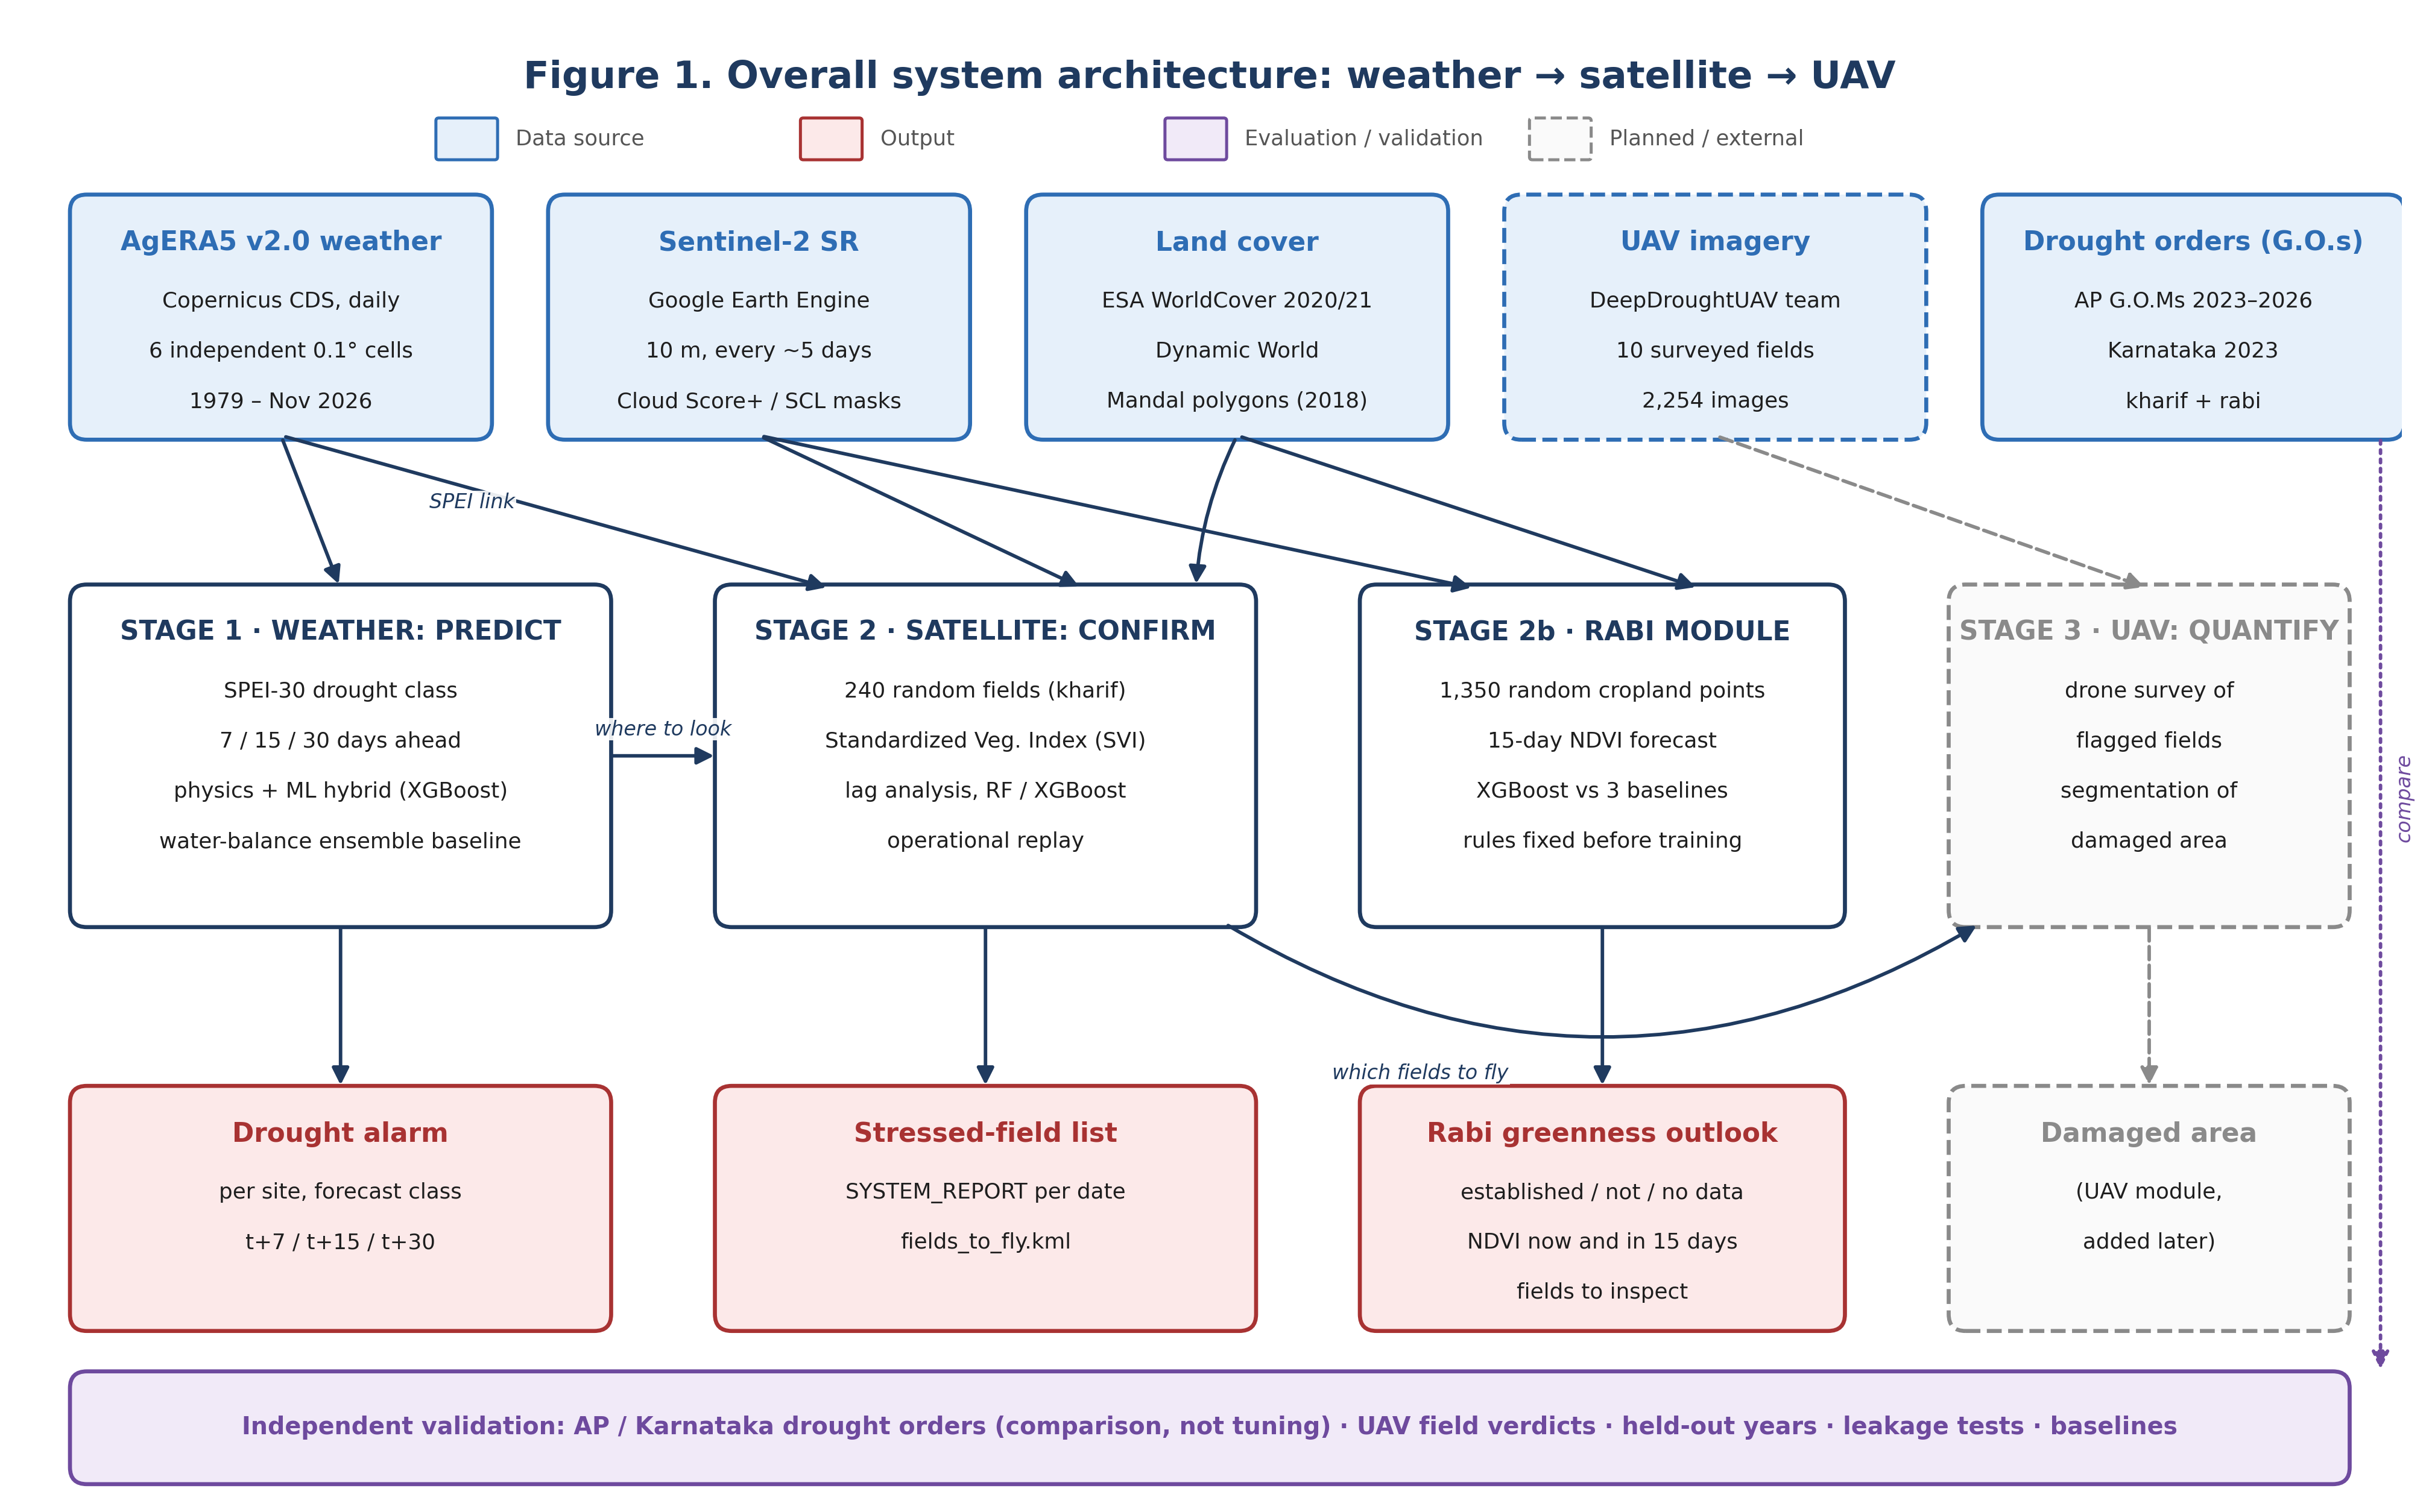 Figure 1. Overall system architecture: weather → satellite → UAV
Data source
Output
Evaluation / validation
Planned / external
AgERA5 v2.0 weather
Copernicus CDS, daily
6 independent 0.1° cells
1979 – Nov 2026
Sentinel-2 SR
Google Earth Engine
10 m, every ~5 days
Cloud Score+ / SCL masks
Land cover
ESA WorldCover 2020/21
Dynamic World
Mandal polygons (2018)
UAV imagery
DeepDroughtUAV team
10 surveyed fields
2,254 images
Drought orders (G.O.s)
AP G.O.Ms 2023–2026
Karnataka 2023
kharif + rabi
SPEI link
STAGE 1 · WEATHER: PREDICT
SPEI-30 drought class
7 / 15 / 30 days ahead
physics + ML hybrid (XGBoost)
water-balance ensemble baseline
where to look
STAGE 2 · SATELLITE: CONFIRM
240 random fields (kharif)
Standardized Veg. Index (SVI)
lag analysis, RF / XGBoost
operational replay
STAGE 2b · RABI MODULE
1,350 random cropland points
15-day NDVI forecast
XGBoost vs 3 baselines
rules fixed before training
STAGE 3 · UAV: QUANTIFY
drone survey of
flagged fields
segmentation of
damaged area
compare
which fields to fly
Drought alarm
per site, forecast class
t+7 / t+15 / t+30
Stressed-field list
SYSTEM_REPORT per date
fields_to_fly.kml
Rabi greenness outlook
established / not / no data
NDVI now and in 15 days
fields to inspect
Damaged area
(UAV module,
added later)
Independent validation: AP / Karnataka drought orders (comparison, not tuning) · UAV field verdicts · held-out years · leakage tests · baselines